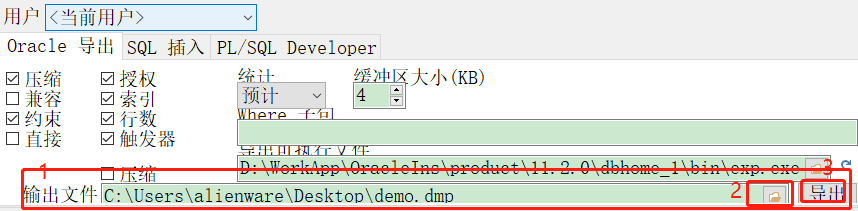 用户 <当前用户>
Oracle 导出 SQL 插入 PL/SQL Developer
压缩 授权 统计 缓冲区大小(KB)
兼容 索引 预计 4
约束 行数 Where 子句
直接 触发器
导出可执行文件
压缩 D:\WorkApp\OracleIns\product\11.2.0\dbhome_1\bin\exp.exe 3
1
输出文件 C:\Users\alienware\Desktop\demo.dmp 2 导出